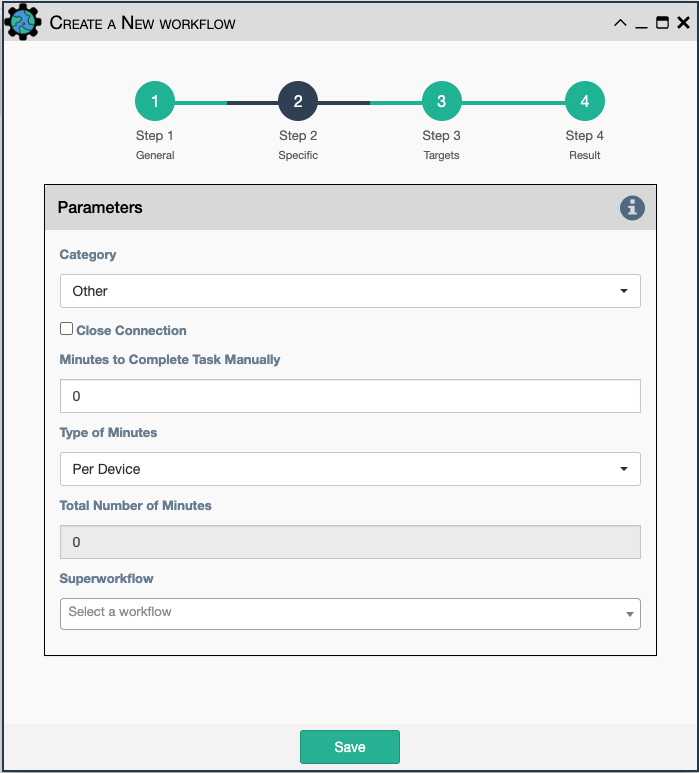 Create a New workflow
1 2 3 4
Step 1 Step 2 Step 3 Step 4
General Specific Targets Result
Parameters
Category
Other
Close Connection
Minutes to Complete Task Manually
0
Type of Minutes
Per Device
Total Number of Minutes
0
Superworkflow
Select a workflow
Save